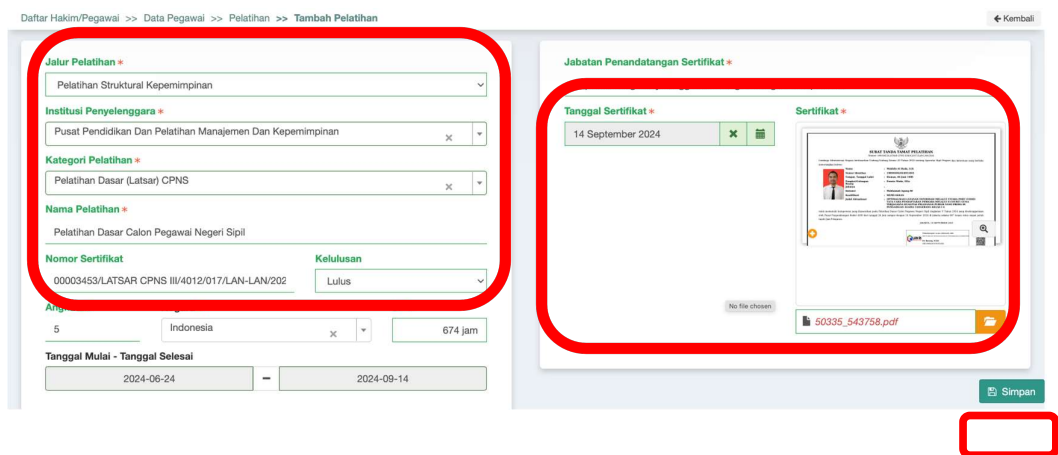 Daftar Hakim/Pegawai >> Data Pegawai >> Pelatihan >> Tambah Pelatihan
Kembali
Jalur Pelatihan *
Pelatihan Struktural Kepemimpinan
Institusi Penyelenggara *
Pusat Pendidikan Dan Pelatihan Manajemen Dan Kepemimpinan
Kategori Pelatihan *
Pelatihan Dasar (Latsar) CPNS
Nama Pelatihan *
Pelatihan Dasar Calon Pegawai Negeri Sipil
Nomor Sertifikat Kelulusan
00003453/LATSAR CPNS III/4012/017/LAN-LAN/202 Lulus
5 Indonesia 674 jam
Tanggal Mulai - Tanggal Selesai
2024-06-24 – 2024-09-14
Jabatan Penandatangan Sertifikat *
Tanggal Sertifikat * Sertifikat *
14 September 2024
SURAT TANDA TAMAT PELATIHAN
No file chosen
50335_543758.pdf
Simpan